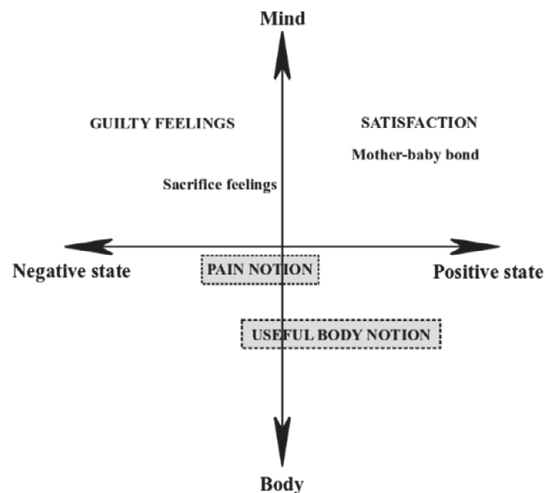 Mind
GUILTY FEELINGS
SATISFACTION
Mother-baby bond
Sacrifice feelings
Negative state
PAIN NOTION
Positive state
USEFUL BODY NOTION
Body